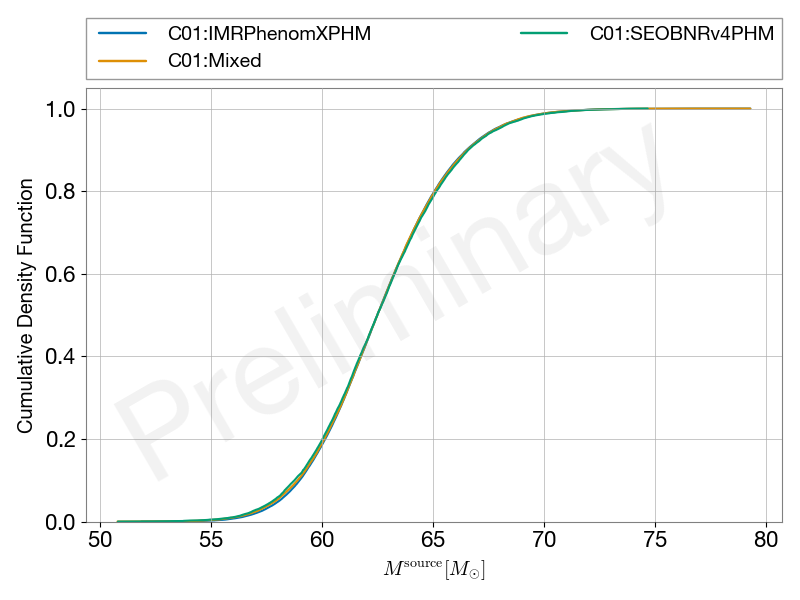 C01:IMRPhenomXPHM
C01:Mixed
C01:SEOBNRv4PHM
1.0
0.8
0.6
0.4
0.2
0.0
Cumulative Density Function
Preliminary
50 55 60 65 70 75 80
M^source [M_⊙]